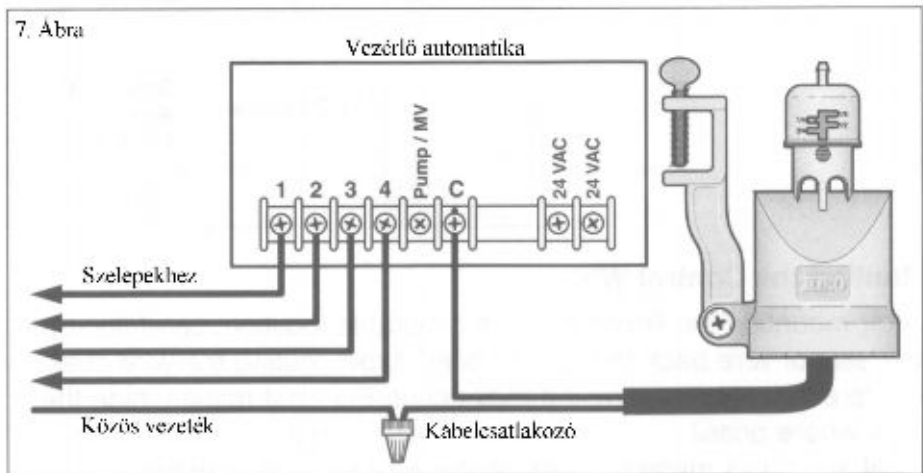 7. Ábra
Vezérlő automatika
1 2 3 4 Pump / MV C 24 VAC 24 VAC
Szelepekhez
Közös vezeték
Kábelcsatlakozó